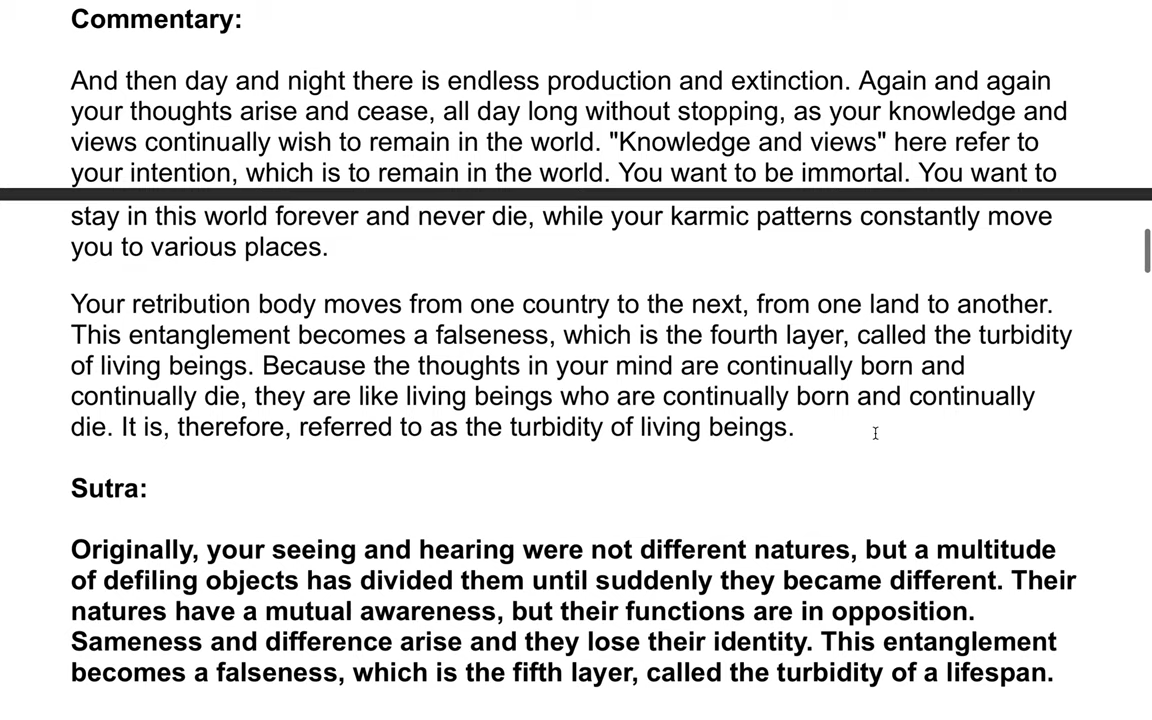 Commentary:
And then day and night there is endless production and extinction. Again and again
your thoughts arise and cease, all day long without stopping, as your knowledge and
views continually wish to remain in the world. "Knowledge and views" here refer to
your intention, which is to remain in the world. You want to be immortal. You want to
stay in this world forever and never die, while your karmic patterns constantly move
you to various places.
Your retribution body moves from one country to the next, from one land to another.
This entanglement becomes a falseness, which is the fourth layer, called the turbidity
of living beings. Because the thoughts in your mind are continually born and
continually die, they are like living beings who are continually born and continually
die. It is, therefore, referred to as the turbidity of living beings.
Sutra:
Originally, your seeing and hearing were not different natures, but a multitude
of defiling objects has divided them until suddenly they became different. Their
natures have a mutual awareness, but their functions are in opposition.
Sameness and difference arise and they lose their identity. This entanglement
becomes a falseness, which is the fifth layer, called the turbidity of a lifespan.